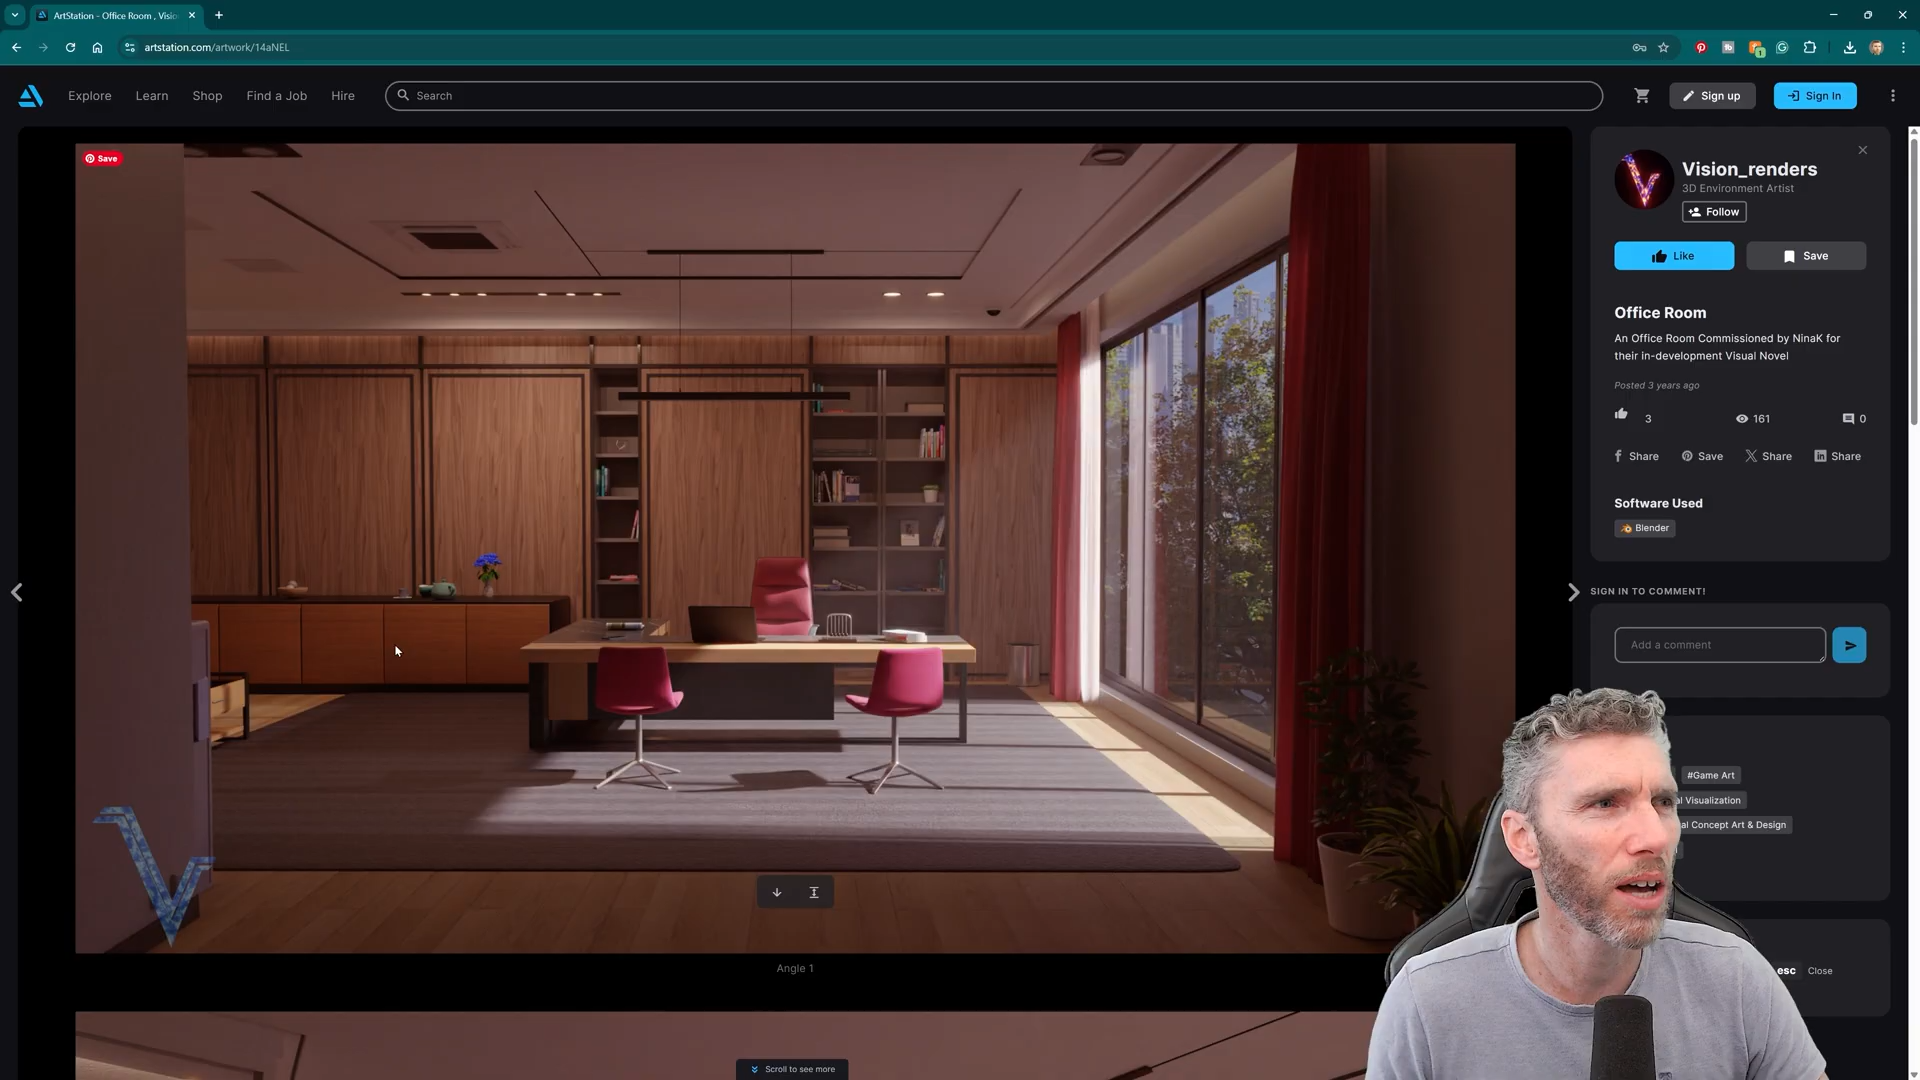 ArtStation - Office Room , Visio
artstation.com/artwork/14aNEL
Explore
Learn
Shop
Find a Job
Hire
Search
Sign up
Sign In
Save
Vision_renders
3D Environment Artist
Follow
Like
Save
Office Room
An Office Room Commissioned by NinaK for
their in-development Visual Novel
Posted 3 years ago
3
161
0
Share
Save
Share
Share
Software Used
Blender
SIGN IN TO COMMENT!
Add a comment
#Game Art
al Visualization
al Concept Art & Design
esc Close
Angle 1
Scroll to see more